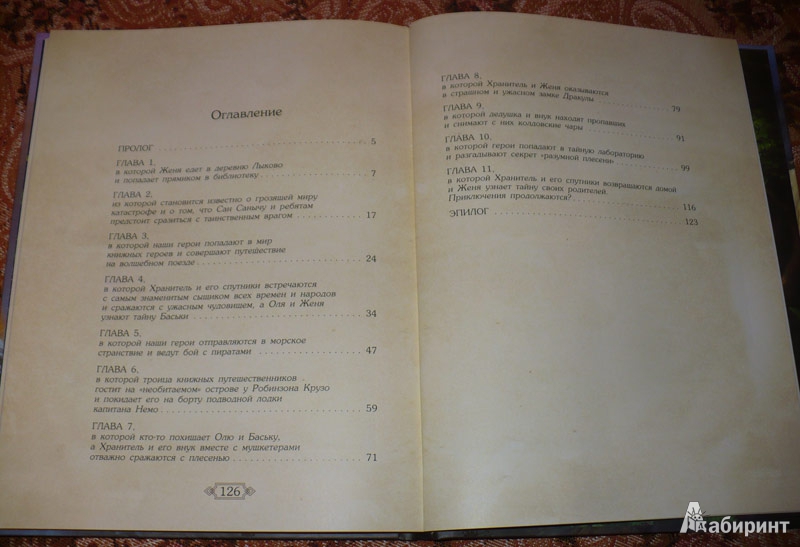 Оглавление
ПРОЛОГ . . . . . . . . . . . . . . . . . . . . . . . . . . . . 5
ГЛАВА 1,
в которой Женя едет в деревню Лыково
и попадает прямиком в библиотеку . . . . . . . . . . . . . . . . 7
ГЛАВА 2,
из которой становится известно о грозящей миру
катастрофе и о том, что Сан Санычу и ребятам
предстоит сразиться с таинственным врагом . . . . . . . . . . . 17
ГЛАВА 3,
в которой наши герои попадают в мир
книжных героев и совершают путешествие
на волшебном поезде . . . . . . . . . . . . . . . . . . . . . . 24
ГЛАВА 4,
в которой Хранитель и его спутники встречаются
с самым знаменитым сыщиком всех времен и народов
и сражаются с ужасным чудовищем, а Оля и Женя
узнают тайну Баськи . . . . . . . . . . . . . . . . . . . . . . 34
ГЛАВА 5,
в которой наши герои отправляются в морское
странствие и ведут бой с пиратами . . . . . . . . . . . . . . . 47
ГЛАВА 6,
в которой троица книжных путешественников
гостит на «необитаемом» острове у Робинзона Крузо
и покидает его на борту подводной лодки
капитана Немо . . . . . . . . . . . . . . . . . . . . . . . . . 59
ГЛАВА 7,
в которой кто-то похищает Олю и Баську,
а Хранитель и его внук вместе с мушкетерами
отважно сражаются с плесенью . . . . . . . . . . . . . . . . . . 71
126
ГЛАВА 8,
в которой Хранитель и Женя оказываются
в страшном и ужасном замке Дракулы . . . . . . . . . . . . . . 79
ГЛАВА 9,
в которой дедушка и внук находят пропавших
и снимают с них колдовские чары . . . . . . . . . . . . . . . . 91
ГЛАВА 10,
в которой герои попадают в тайную лабораторию
и разгадывают секрет «разумной плесени» . . . . . . . . . . . . 99
ГЛАВА 11,
в которой Хранитель и его спутники возвращаются домой
и Женя узнает тайну своих родителей.
Приключения продолжаются? . . . . . . . . . . . . . . . . . . . 116
ЭПИЛОГ . . . . . . . . . . . . . . . . . . . . . . . . . . . . 123
Лабиринт